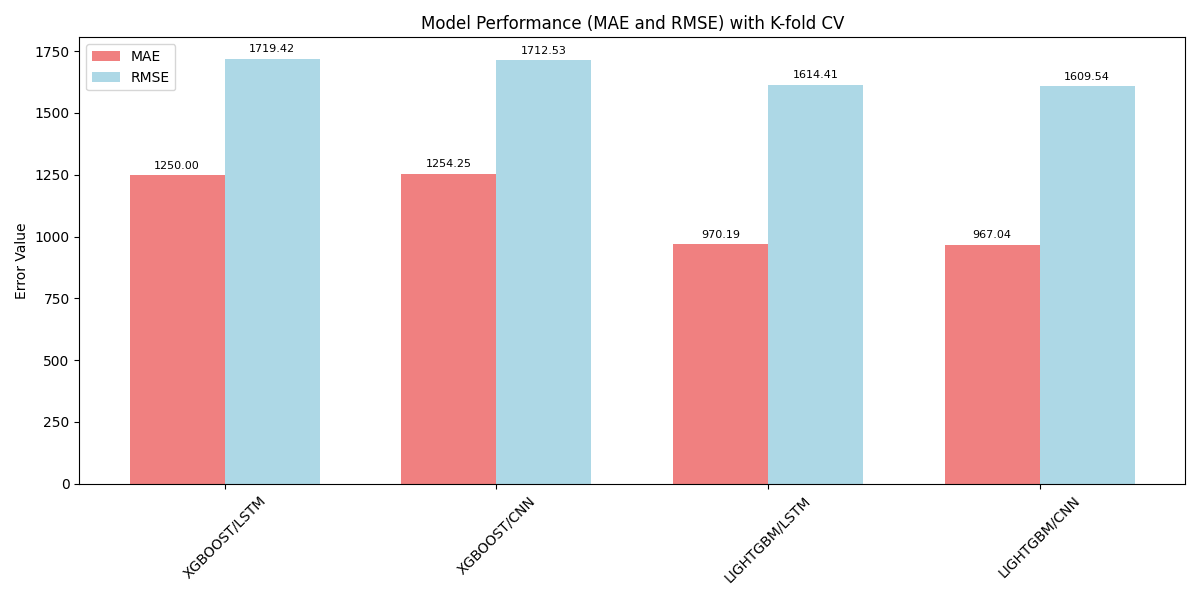 Model Performance (MAE and RMSE) with K-fold CV
MAE
RMSE
Error Value
1750
1500
1250
1000
750
500
250
0
1250.00
1719.42
1254.25
1712.53
970.19
1614.41
967.04
1609.54
XGBOOST/LSTM
XGBOOST/CNN
LIGHTGBM/LSTM
LIGHTGBM/CNN